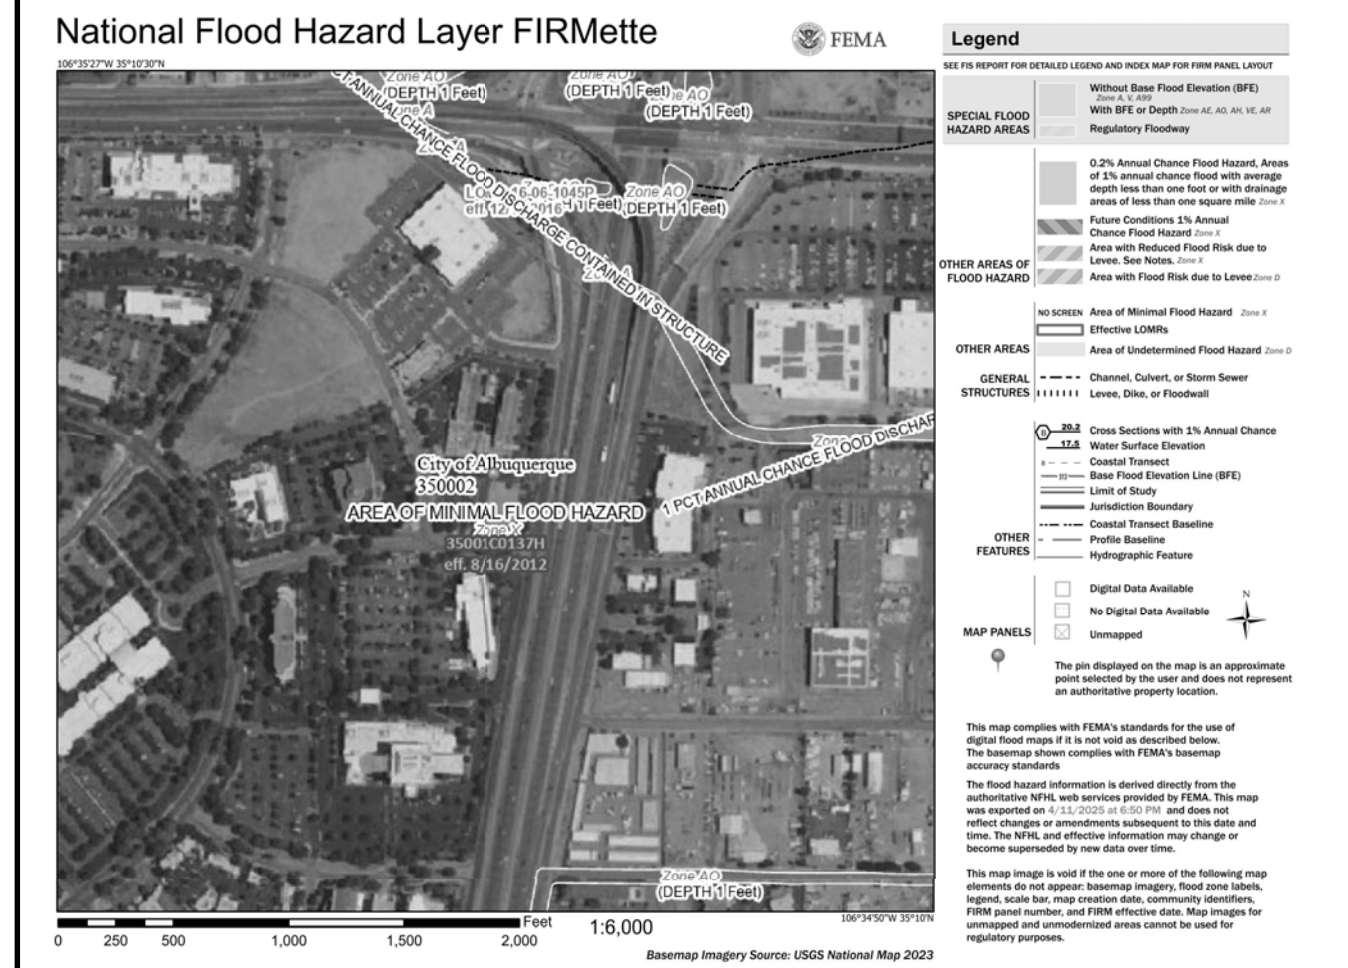 National Flood Hazard Layer FIRMette
FEMA
106°35'27"W 35°10'30"N
Zone AO
(DEPTH 1 Feet)
Zone AO
(DEPTH 1 Feet)
(DEPTH 1 Feet)
CT ANNUAL CHANCE FLOOD DISCHARGE CONTAINED IN STRUCTURE
16-06-1045P
Zone AO
(DEPTH 1 Feet)
City of Albuquerque
350002
AREA OF MINIMAL FLOOD HAZARD
Zone X
35001C0137H
eff. 8/16/2012
1 PCT ANNUAL CHANCE FLOOD DISCHAR
Zone AO
(DEPTH 1 Feet)
106°34'50"W 35°10'N
Feet
1:6,000
0 250 500 1,000 1,500 2,000
Basemap Imagery Source: USGS National Map 2023
Legend
SEE FIS REPORT FOR DETAILED LEGEND AND INDEX MAP FOR FIRM PANEL LAYOUT
SPECIAL FLOOD
HAZARD AREAS
Without Base Flood Elevation (BFE)
Zone A, V, A99
With BFE or Depth Zone AE, AO, AH, VE, AR
Regulatory Floodway
0.2% Annual Chance Flood Hazard, Areas
of 1% annual chance flood with average
depth less than one foot or with drainage
areas of less than one square mile Zone X
Future Conditions 1% Annual
Chance Flood Hazard Zone X
Area with Reduced Flood Risk due to
Levee. See Notes. Zone X
Area with Flood Risk due to Levee Zone D
OTHER AREAS OF
FLOOD HAZARD
NO SCREEN Area of Minimal Flood Hazard Zone X
Effective LOMRs
OTHER AREAS
Area of Undetermined Flood Hazard Zone D
GENERAL
STRUCTURES
Channel, Culvert, or Storm Sewer
Levee, Dike, or Floodwall
B 20.2 Cross Sections with 1% Annual Chance
17.5 Water Surface Elevation
8 Coastal Transect
513 Base Flood Elevation Line (BFE)
Limit of Study
Jurisdiction Boundary
Coastal Transect Baseline
OTHER
FEATURES
Profile Baseline
Hydrographic Feature
Digital Data Available
No Digital Data Available
Unmapped
MAP PANELS
N
The pin displayed on the map is an approximate
point selected by the user and does not represent
an authoritative property location.
This map complies with FEMA's standards for the use of
digital flood maps if it is not void as described below.
The basemap shown complies with FEMA's basemap
accuracy standards
The flood hazard information is derived directly from the
authoritative NFHL web services provided by FEMA. This map
was exported on 4/11/2025 at 6:50 PM and does not
reflect changes or amendments subsequent to this date and
time. The NFHL and effective information may change or
become superseded by new data over time.
This map image is void if the one or more of the following map
elements do not appear: basemap imagery, flood zone labels,
legend, scale bar, map creation date, community identifiers,
FIRM panel number, and FIRM effective date. Map images for
unmapped and unmodernized areas cannot be used for
regulatory purposes.